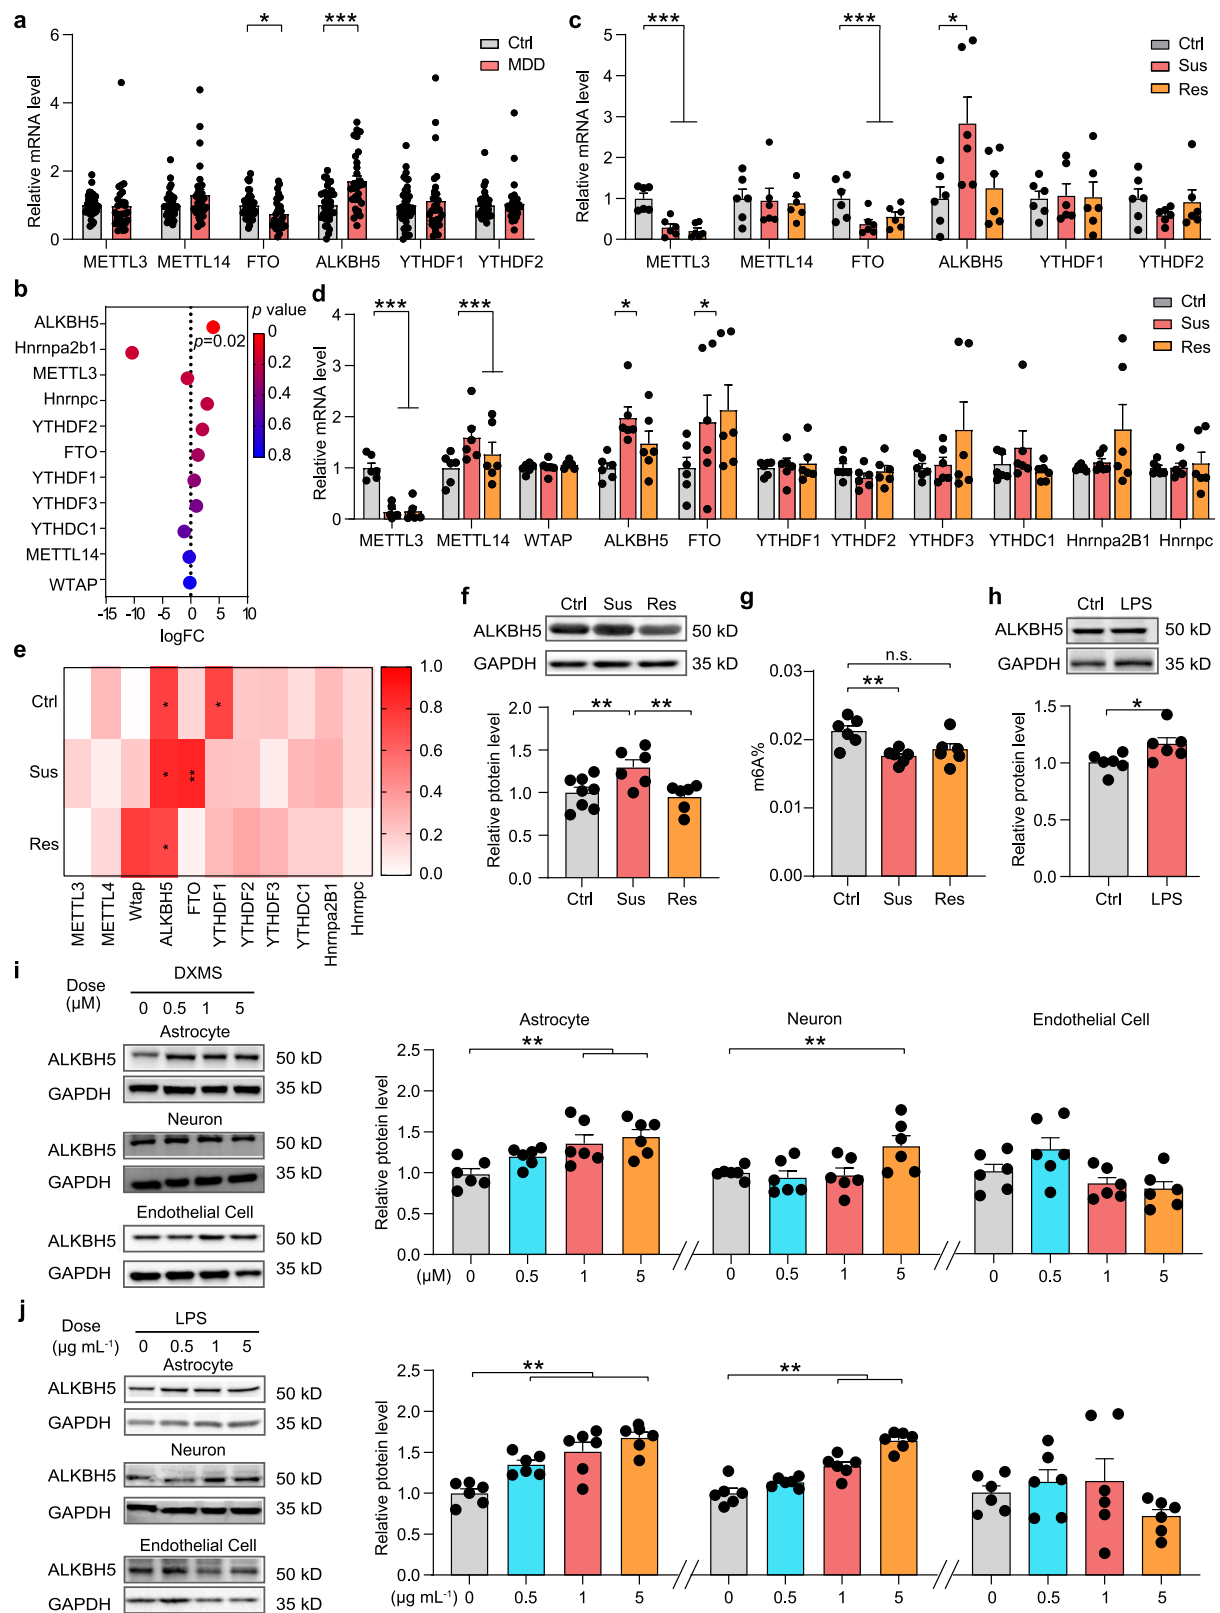 a
Relative mRNA level
6
4
2
0
*
***
Ctrl
MDD
METTL3
METTL14
FTO
ALKBH5
YTHDF1
YTHDF2
c
Relative mRNA level
5
4
3
2
1
0
***
***
*
Ctrl
Sus
Res
METTL3
METTL14
FTO
ALKBH5
YTHDF1
YTHDF2
b
ALKBH5
Hnrnpa2b1
METTL3
Hnrnpc
YTHDF2
FTO
YTHDF1
YTHDF3
YTHDC1
METTL14
WTAP
p=0.02
p value
0
0.2
0.4
0.6
0.8
-15
-10
-5
0
5
10
logFC
d
Relative mRNA level
4
3
2
1
0
***
***
*
*
Ctrl
Sus
Res
METTL3
METTL14
WTAP
ALKBH5
FTO
YTHDF1
YTHDF2
YTHDF3
YTHDC1
Hnrnpa2B1
Hnrnpc
e
Ctrl
Sus
Res
*
*
*
**
*
1.0
0.8
0.6
0.4
0.2
0.0
METTL3
METTL4
Wtap
ALKBH5
FTO
YTHDF1
YTHDF2
YTHDF3
YTHDC1
Hnrnpa2B1
Hnrnpc
f
Ctrl Sus Res
ALKBH5 50 kD
GAPDH 35 kD
Relative ptotein level
2.0
1.5
1.0
0.5
0.0
**
**
Ctrl
Sus
Res
g
m6A%
0.03
0.02
0.01
0.00
n.s.
**
Ctrl
Sus
Res
h
Ctrl LPS
ALKBH5 50 kD
GAPDH 35 kD
Relative protein level
1.5
1.0
0.5
0.0
*
Ctrl
LPS
i
DXMS
Dose
(μM)
0 0.5 1 5
Astrocyte
ALKBH5 50 kD
GAPDH 35 kD
Neuron
ALKBH5 50 kD
GAPDH 35 kD
Endothelial Cell
ALKBH5 50 kD
GAPDH 35 kD
Astrocyte
Neuron
Endothelial Cell
Relative ptotein level
2.5
2.0
1.5
1.0
0.5
0.0
**
**
(μM) 0 0.5 1 5
0 0.5 1 5
0 0.5 1 5
j
LPS
Dose
(μg mL⁻¹)
0 0.5 1 5
Astrocyte
ALKBH5 50 kD
GAPDH 35 kD
Neuron
ALKBH5 50 kD
GAPDH 35 kD
Endothelial Cell
ALKBH5 50 kD
GAPDH 35 kD
Relative ptotein level
2.5
2.0
1.5
1.0
0.5
0.0
**
**
(μg mL⁻¹) 0 0.5 1 5
0 0.5 1 5
0 0.5 1 5